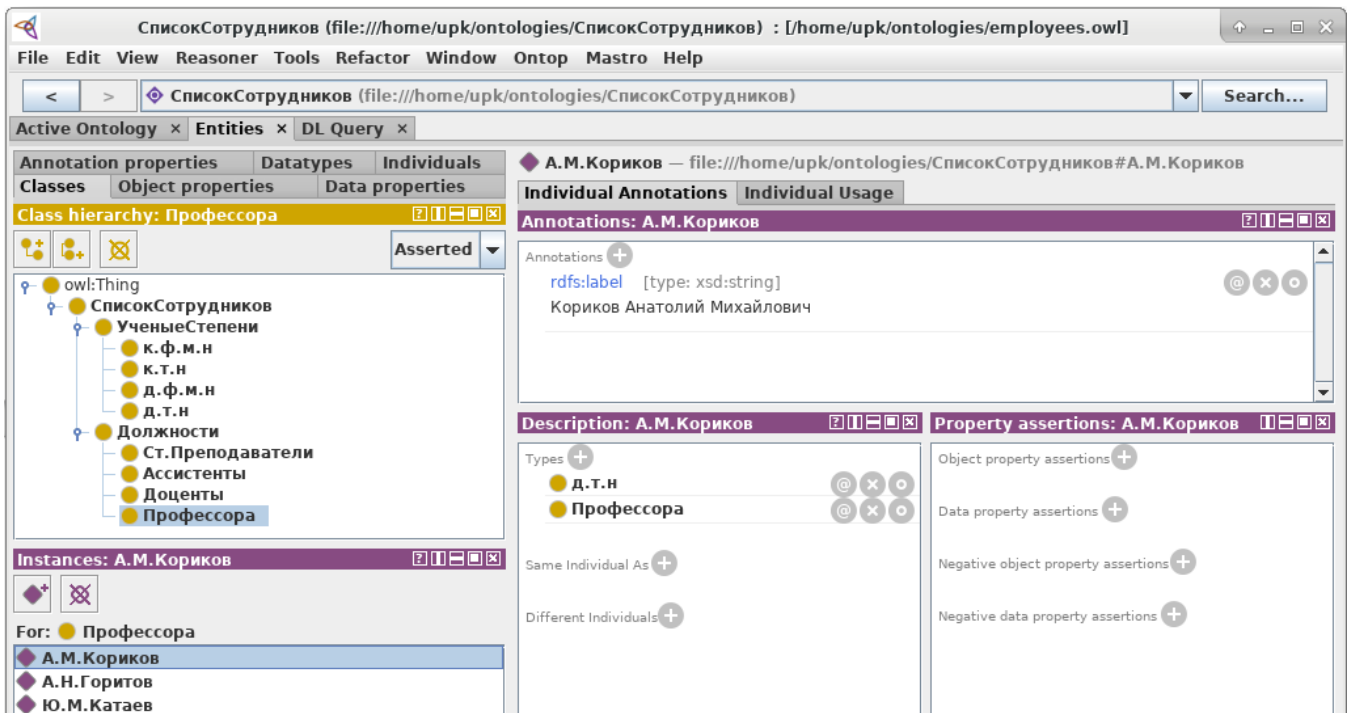 СписокСотрудников (file:///home/upk/ontologies/СписокСотрудников) : [/home/upk/ontologies/employees.owl]
File Edit View Reasoner Tools Refactor Window Ontop Mastro Help
< > СписокСотрудников (file:///home/upk/ontologies/СписокСотрудников) Search...
Active Ontology × Entities × DL Query ×
Annotation properties Datatypes Individuals
Classes Object properties Data properties
Class hierarchy: Профессора
Asserted
owl:Thing
СписокСотрудников
УченыеСтепени
к.ф.м.н
к.т.н
д.ф.м.н
д.т.н
Должности
Ст.Преподаватели
Ассистенты
Доценты
Профессора
Instances: А.М.Кориков
For: Профессора
А.М.Кориков
А.Н.Горитов
Ю.М.Катаев
А.М.Кориков — file:///home/upk/ontologies/СписокСотрудников#А.М.Кориков
Individual Annotations Individual Usage
Annotations: А.М.Кориков
Annotations
rdfs:label [type: xsd:string]
Кориков Анатолий Михайлович
Description: А.М.Кориков
Types
д.т.н
Профессора
Same Individual As
Different Individuals
Property assertions: А.М.Кориков
Object property assertions
Data property assertions
Negative object property assertions
Negative data property assertions